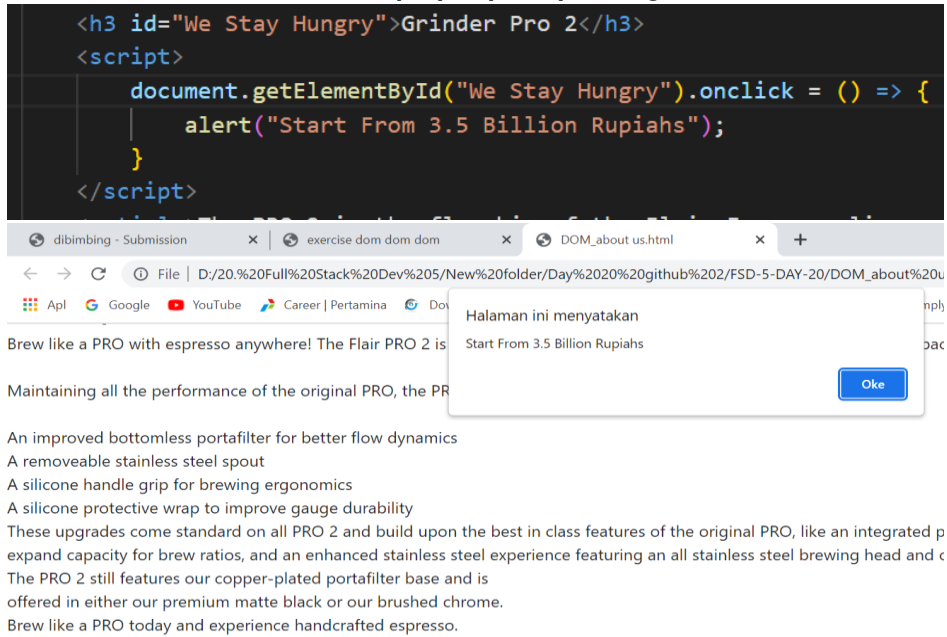 <h3 id="We Stay Hungry">Grinder Pro 2</h3>
<script>
document.getElementById("We Stay Hungry").onclick = () => {
alert("Start From 3.5 Billion Rupiahs");
}
</script>
dibimbing - Submission
exercise dom dom dom
DOM_about us.html
File | D:/20.%20Full%20Stack%20Dev%205/New%20folder/Day%2020%20github%202/FSD-5-DAY-20/DOM_about%20u
Apl Google YouTube Career | Pertamina Dov
Halaman ini menyatakan
Start From 3.5 Billion Rupiahs
Oke
Brew like a PRO with espresso anywhere! The Flair PRO 2 is
Maintaining all the performance of the original PRO, the PR
An improved bottomless portafilter for better flow dynamics
A removeable stainless steel spout
A silicone handle grip for brewing ergonomics
A silicone protective wrap to improve gauge durability
These upgrades come standard on all PRO 2 and build upon the best in class features of the original PRO, like an integrated p
expand capacity for brew ratios, and an enhanced stainless steel experience featuring an all stainless steel brewing head and
The PRO 2 still features our copper-plated portafilter base and is
offered in either our premium matte black or our brushed chrome.
Brew like a PRO today and experience handcrafted espresso.